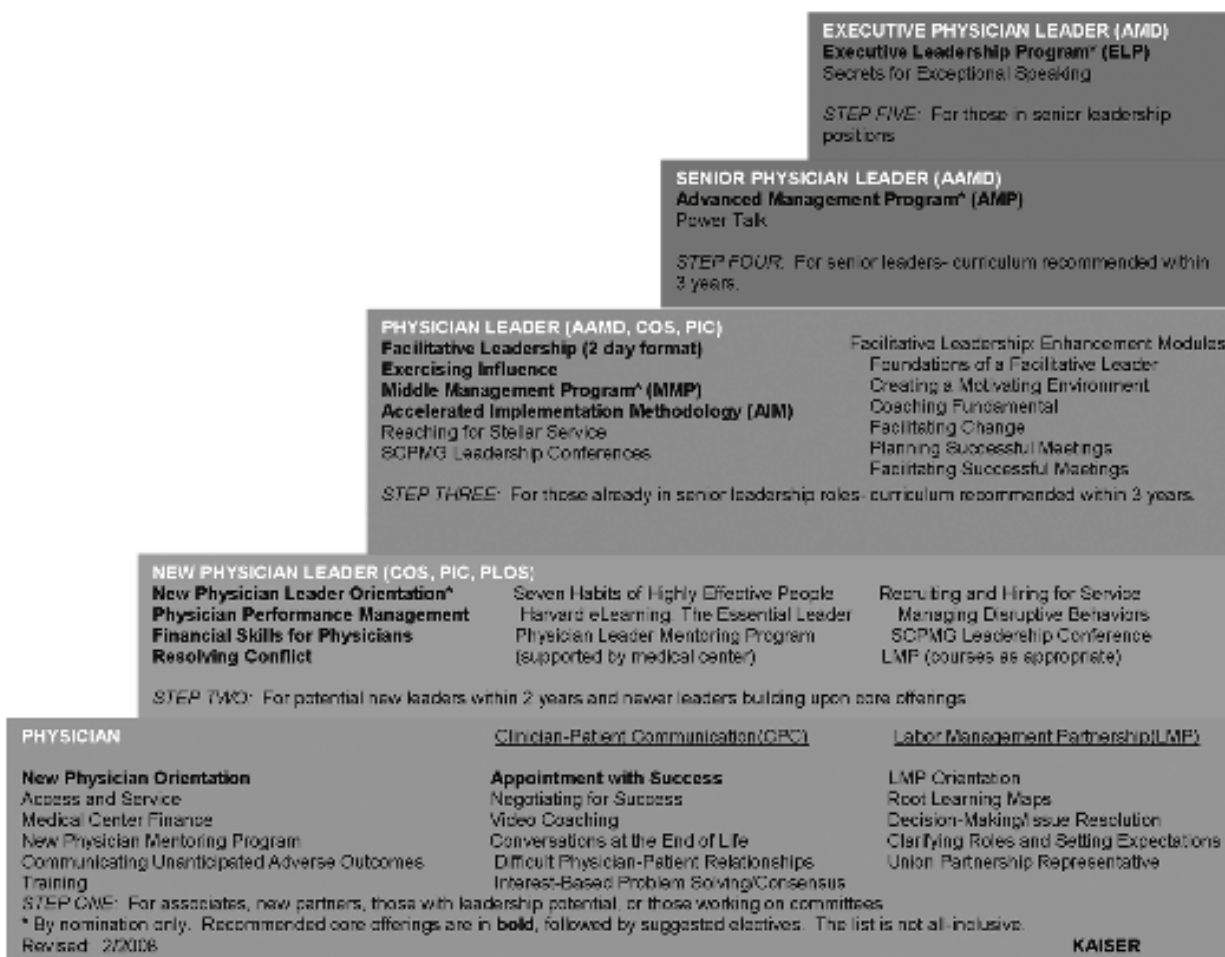 EXECUTIVE PHYSICIAN LEADER (AMD)
Executive Leadership Program* (ELP)
Secrets for Exceptional Speaking
STEP FIVE: For those in senior leadership
positions
SENIOR PHYSICIAN LEADER (AAMD)
Advanced Management Program* (AMP)
Power Talk
STEP FOUR: For senior leaders- curriculum recommended within
3 years.
PHYSICIAN LEADER (AAMD, COS, PIC)
Facilitative Leadership (2 day format)
Exercising Influence
Middle Management Program* (MMP)
Accelerated Implementation Methodology (AIM)
Reaching for Stellar Service
SCPMG Leadership Conferences
Facilitative Leadership: Enhancement Modules
Foundations of a Facilitative Leader
Creating a Motivating Environment
Coaching Fundamental
Facilitating Change
Planning Successful Meetings
Facilitating Successful Meetings
STEP THREE: For those already in senior leadership roles- curriculum recommended within 3 years.
NEW PHYSICIAN LEADER (COS, PIC, PLOS)
New Physician Leader Orientation*
Physician Performance Management
Financial Skills for Physicians
Resolving Conflict
Seven Habits of Highly Effective People
Harvard eLearning: The Essential Leader
Physician Leader Mentoring Program
(supported by medical center)
Recruiting and Hiring for Service
Managing Disruptive Behaviors
SCPMG Leadership Conference
LMP (courses as appropriate)
STEP TWO: For potential new leaders within 2 years and newer leaders building upon core offerings
PHYSICIAN
New Physician Orientation
Access and Service
Medical Center Finance
New Physician Mentoring Program
Communicating Unanticipated Adverse Outcomes
Training
Clinician-Patient Communication(CPC)
Appointment with Success
Negotiating for Success
Video Coaching
Conversations at the End of Life
Difficult Physician-Patient Relationships
Interest-Based Problem Solving/Consensus
Labor Management Partnership(LMP)
LMP Orientation
Root Learning Maps
Decision-Making/Issue Resolution
Clarifying Roles and Setting Expectations
Union Partnership Representative
STEP ONE: For associates, new partners, those with leadership potential, or those working on committees
* By nomination only. Recommended core offerings are in bold, followed by suggested electives. The list is not all-inclusive.
Revised: 2/2008
KAISER